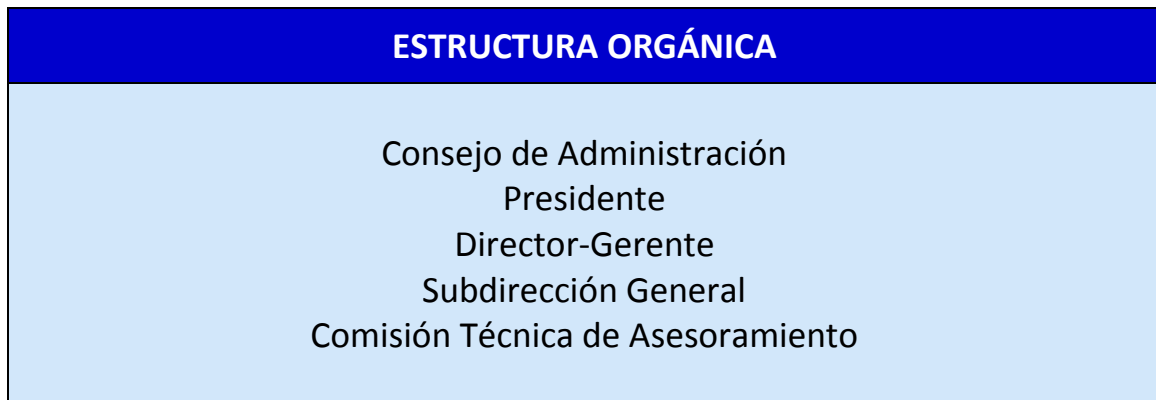 ESTRUCTURA ORGÁNICA
Consejo de Administración
Presidente
Director-Gerente
Subdirección General
Comisión Técnica de Asesoramiento